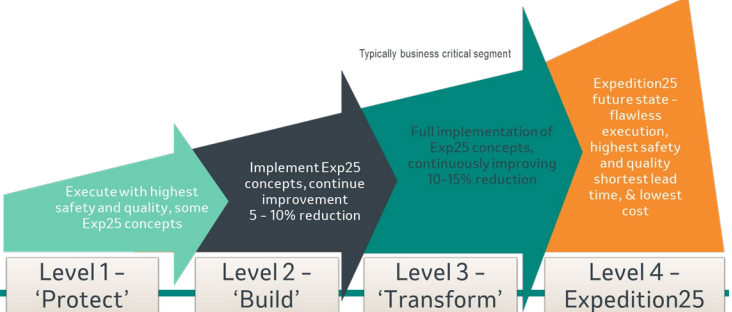 Typically business critical segment
Execute with highest
safety and quality, some
Exp25 concepts
Implement Exp25
concepts, continue
improvement
5 - 10% reduction
Full implementation of
Exp25 concepts,
continuously improving
10-15% reduction
Expedition25
future state -
flawless
execution,
highest safety
and quality
shortest lead
time, & lowest
cost
Level 1 -
'Protect'
Level 2 -
'Build'
Level 3 -
'Transform'
Level 4 -
Expedition25